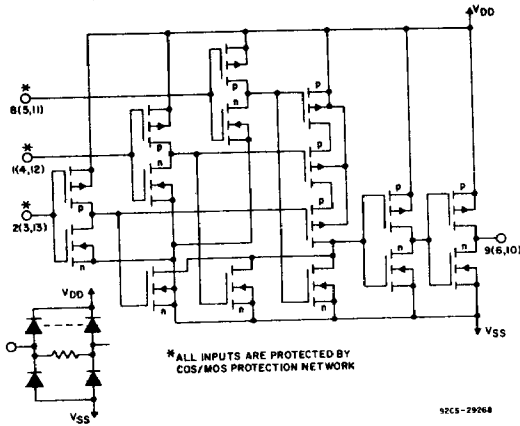 VDD
*
8(5,11)
*
1(4,12)
*
2(3,13)
p
n
p
n
p
n
p
p
p
n
n
n
p
n
p
n
9(6,10)
VSS
VDD
VSS
*ALL INPUTS ARE PROTECTED BY
COS/MOS PROTECTION NETWORK
92CS-29268